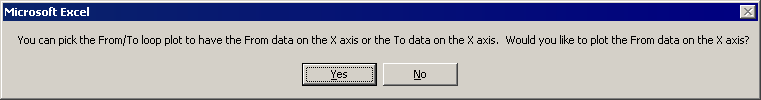 Microsoft Excel
You can pick the From/To loop plot to have the From data on the X axis or the To data on the X axis.  Would you like to plot the From data on the X axis?
Yes
No